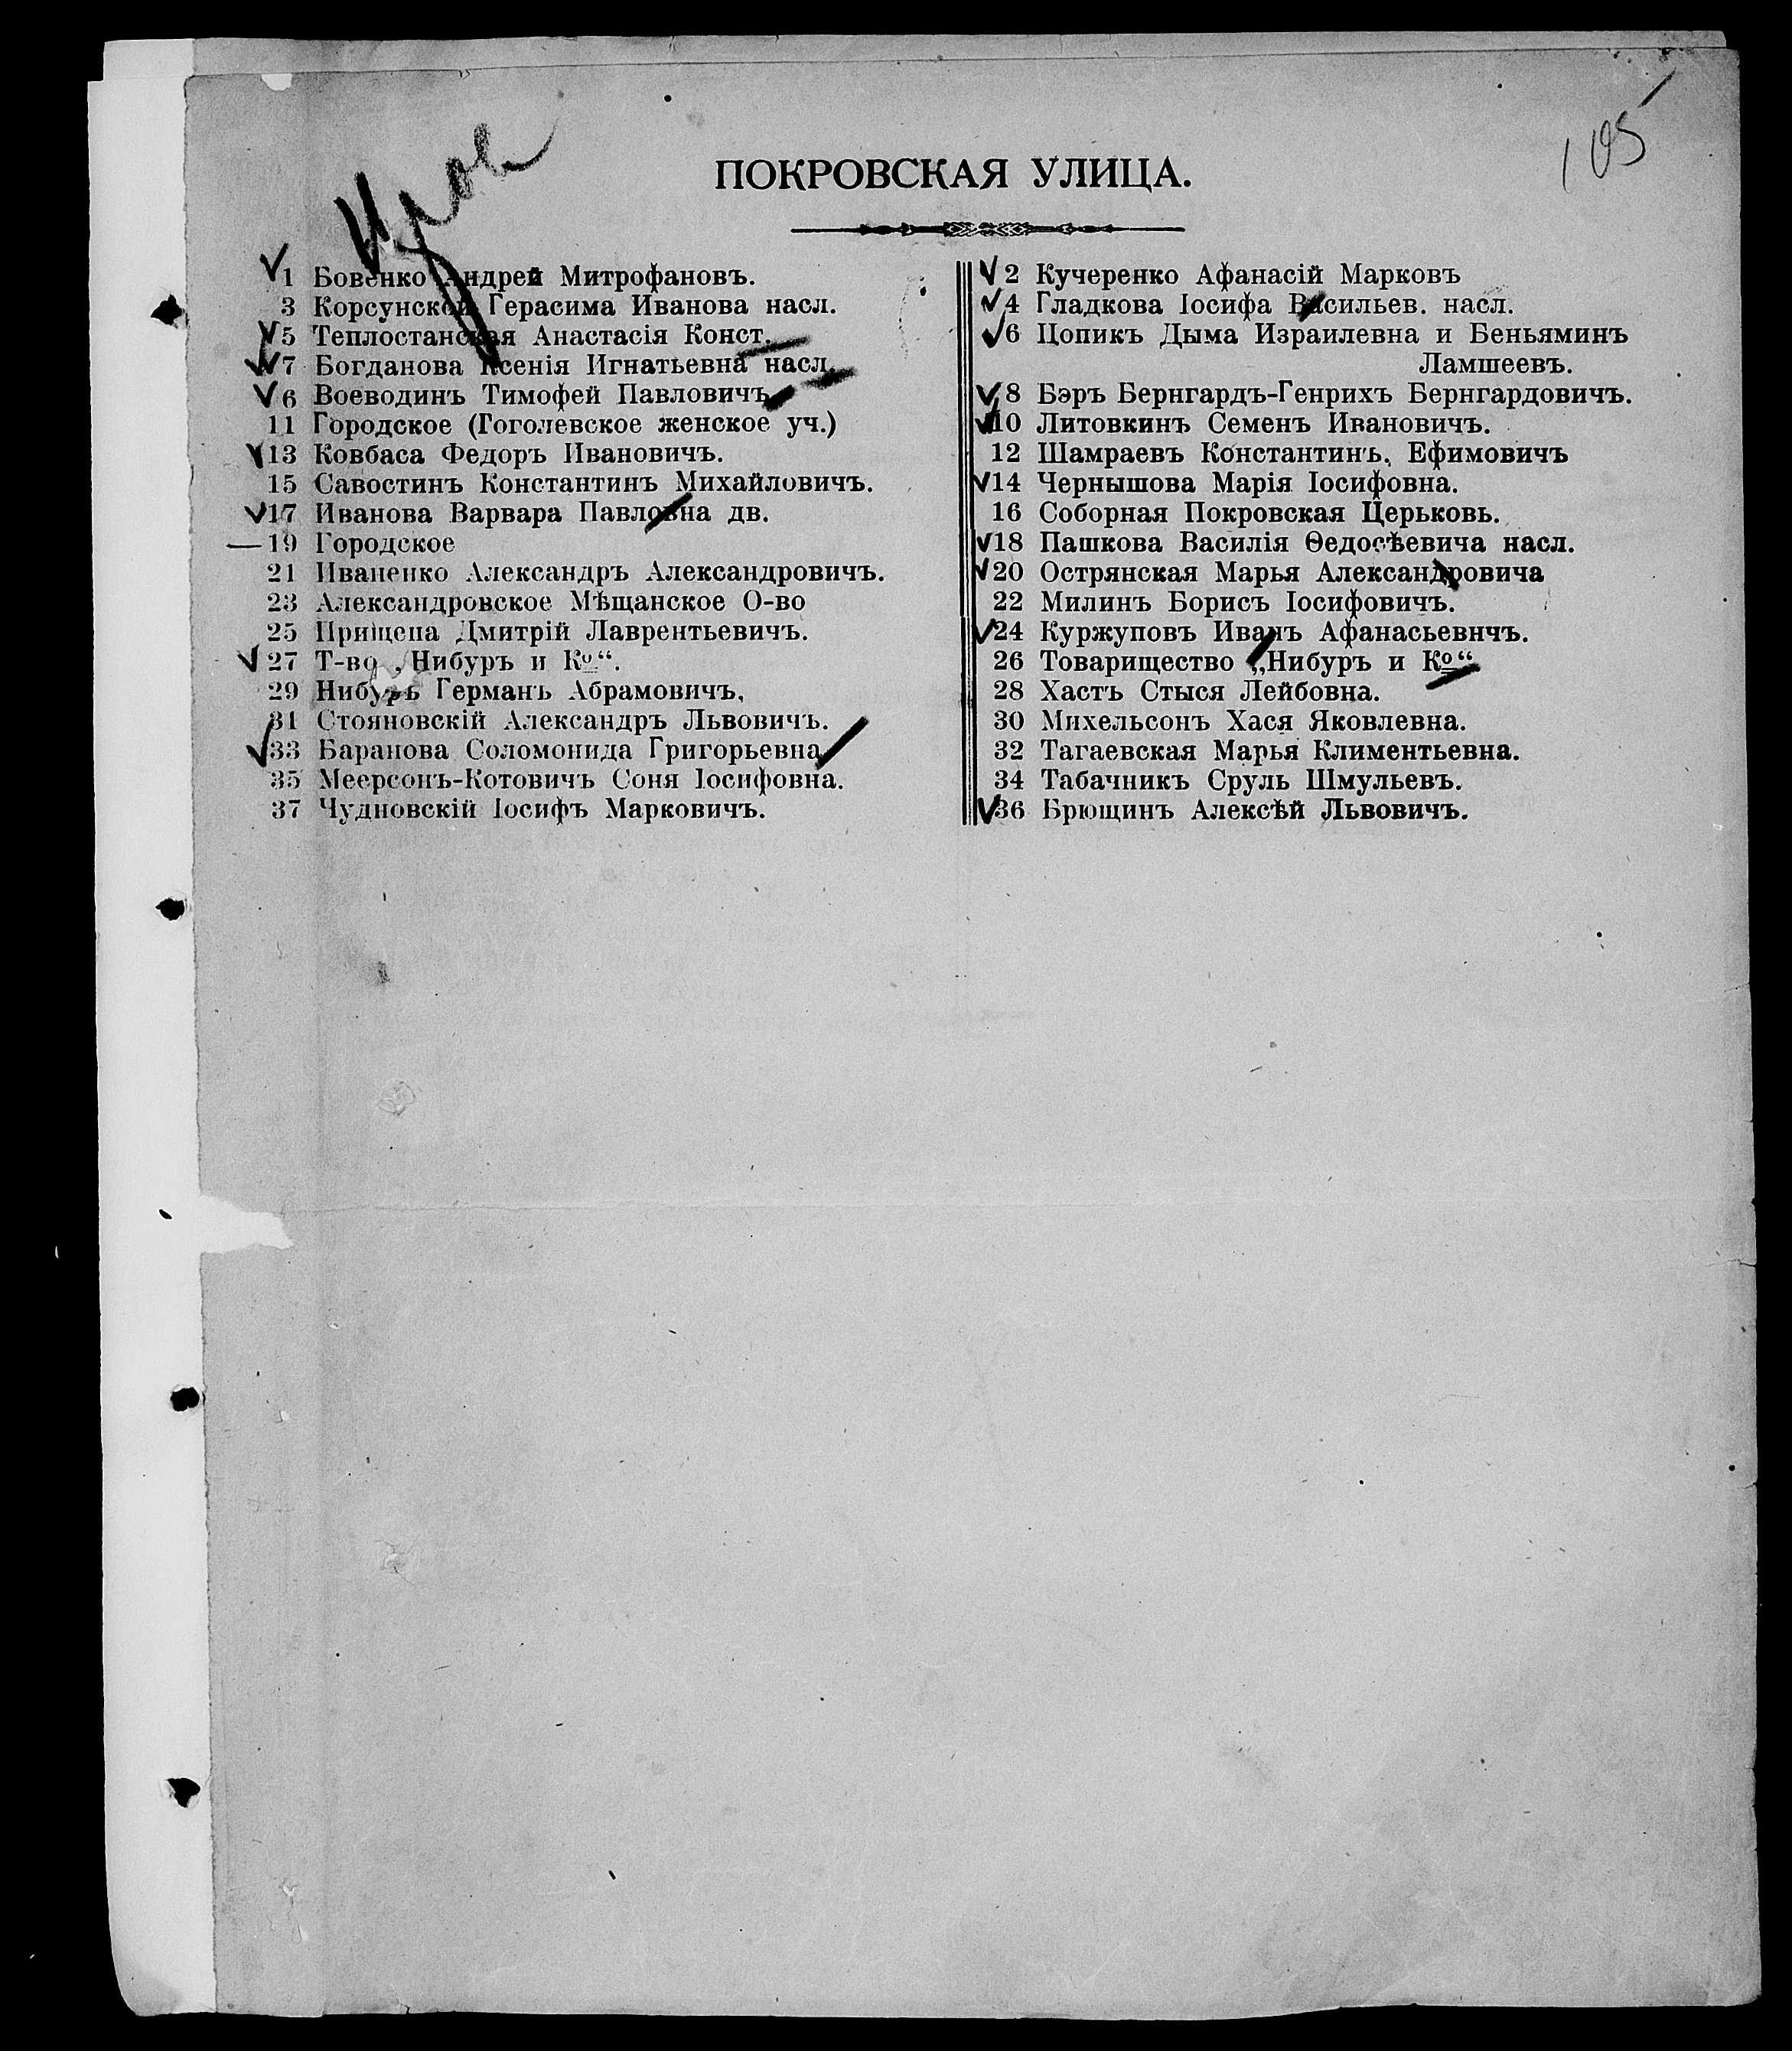 105
ПОКРОВСКАЯ УЛИЦА.
1 Бовенко Андрей Митрофановъ.
3 Корсунской Герасима Иванова насл.
5 Теплостанская Анастасія Конст.
7 Богданова Ксенія Игнатьевна насл.
6 Воеводинъ Тимофей Павловичъ
11 Городское (Гоголевское женское уч.)
13 Ковбаса Федоръ Ивановичъ.
15 Савостинъ Константинъ Михайловичъ.
17 Иванова Варвара Павловна дв.
19 Городское
21 Иваненко Александръ Александровичъ.
23 Александровское Мѣщанское О-во
25 Прищепа Дмитрій Лаврентьевичъ.
27 Т-во „Нибуръ и Кº“.
29 Нибуръ Германъ Абрамовичъ,
31 Стояновскій Александръ Львовичъ.
33 Баранова Соломонида Григорьевна
35 Меерсонъ-Котовичъ Соня Іосифовна.
37 Чудновскій Іосифъ Марковичъ.
2 Кучеренко Афанасій Марковъ
4 Гладкова Іосифа Васильев. насл.
6 Цопикъ Дыма Израилевна и Беньяминъ
Ламшеевъ.
8 Бэръ Бернгардъ-Генрихъ Бернгардовичъ.
10 Литовкинъ Семенъ Ивановичъ.
12 Шамраевъ Константинъ, Ефимовичъ
14 Чернышова Марія Іосифовна.
16 Соборная Покровская Церьковь.
18 Пашкова Василія Ѳедосѣевича насл.
20 Острянская Марья Александровича
22 Милинъ Борисъ Іосифовичъ.
24 Куржуповъ Иванъ Афанасьевнчъ.
26 Товарищество „Нибуръ и Кº“
28 Хастъ Стыся Лейбовна.
30 Михельсонъ Хася Яковлевна.
32 Тагаевская Марья Климентьевна.
34 Табачникъ Сруль Шмульевъ.
36 Брющинъ Алексѣй Львовичъ.